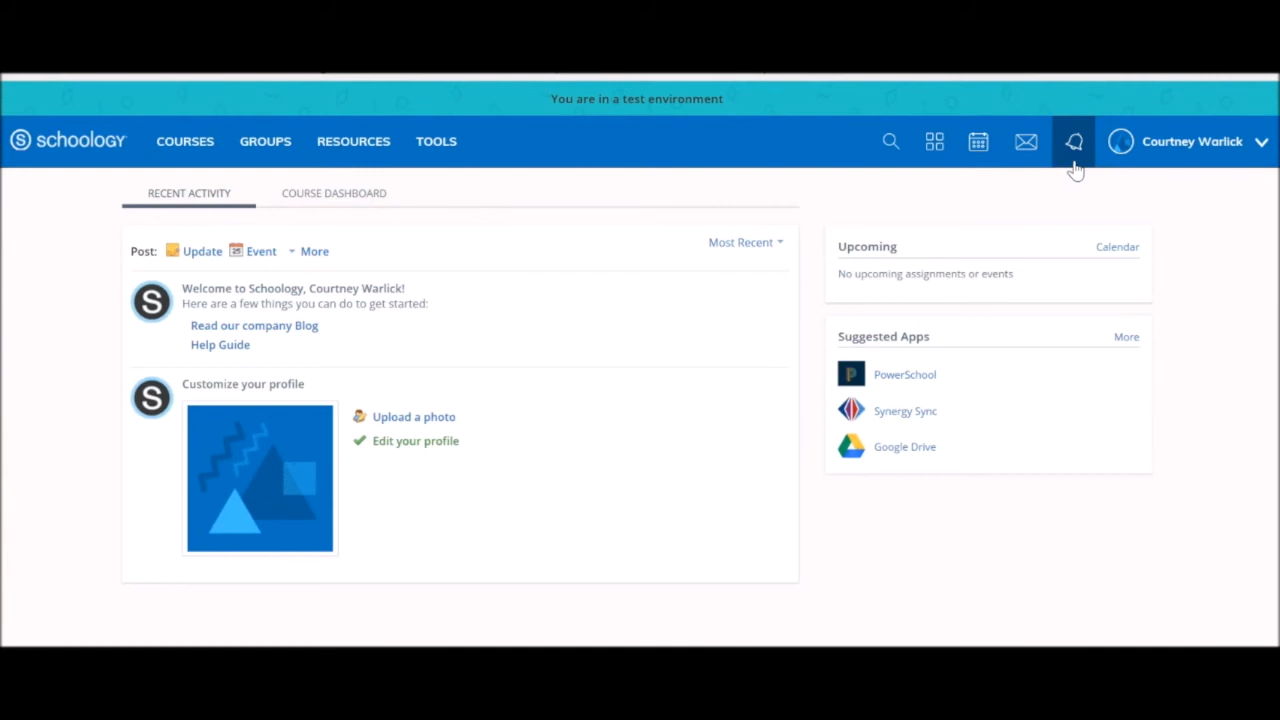 You are in a test environment
schoology COURSES GROUPS RESOURCES TOOLS Courtney Warlick
RECENT ACTIVITY COURSE DASHBOARD
Post: Update 25 Event More Most Recent
S Welcome to Schoology, Courtney Warlick!
Here are a few things you can do to get started:
Read our company Blog
Help Guide
S Customize your profile
Upload a photo
Edit your profile
Upcoming Calendar
No upcoming assignments or events
Suggested Apps More
P PowerSchool
Synergy Sync
Google Drive